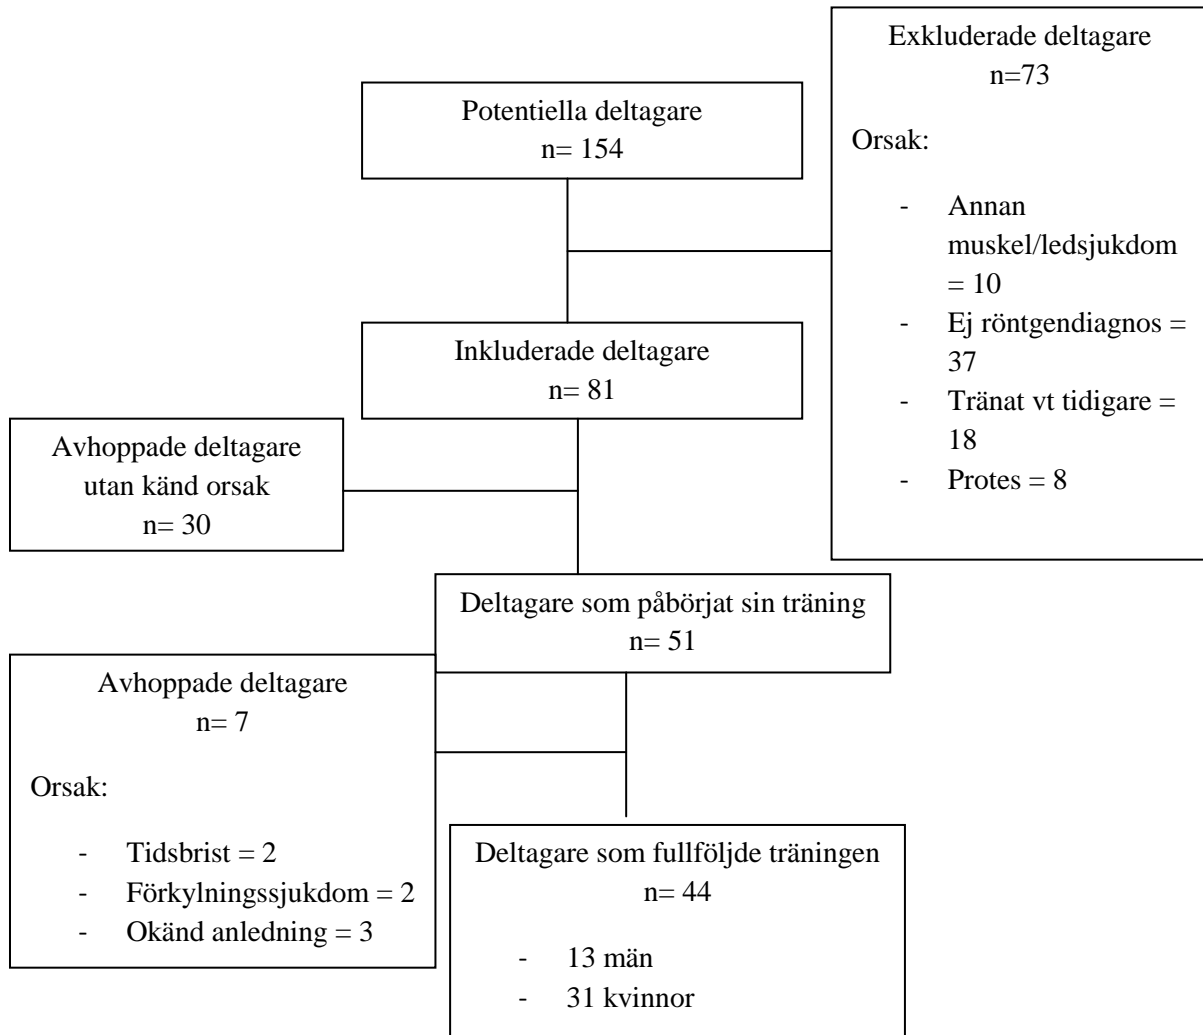 Potentiella deltagare
n= 154
Exkluderade deltagare
n=73
Orsak:
- Annan
muskel/ledsjukdom
= 10
- Ej röntgendiagnos =
37
- Tränat vt tidigare =
18
- Protes = 8
Inkluderade deltagare
n= 81
Avhoppade deltagare
utan känd orsak
n= 30
Deltagare som påbörjat sin träning
n= 51
Avhoppade deltagare
n= 7
Orsak:
- Tidsbrist = 2
- Förkylningssjukdom = 2
- Okänd anledning = 3
Deltagare som fullföljde träningen
n= 44
- 13 män
- 31 kvinnor